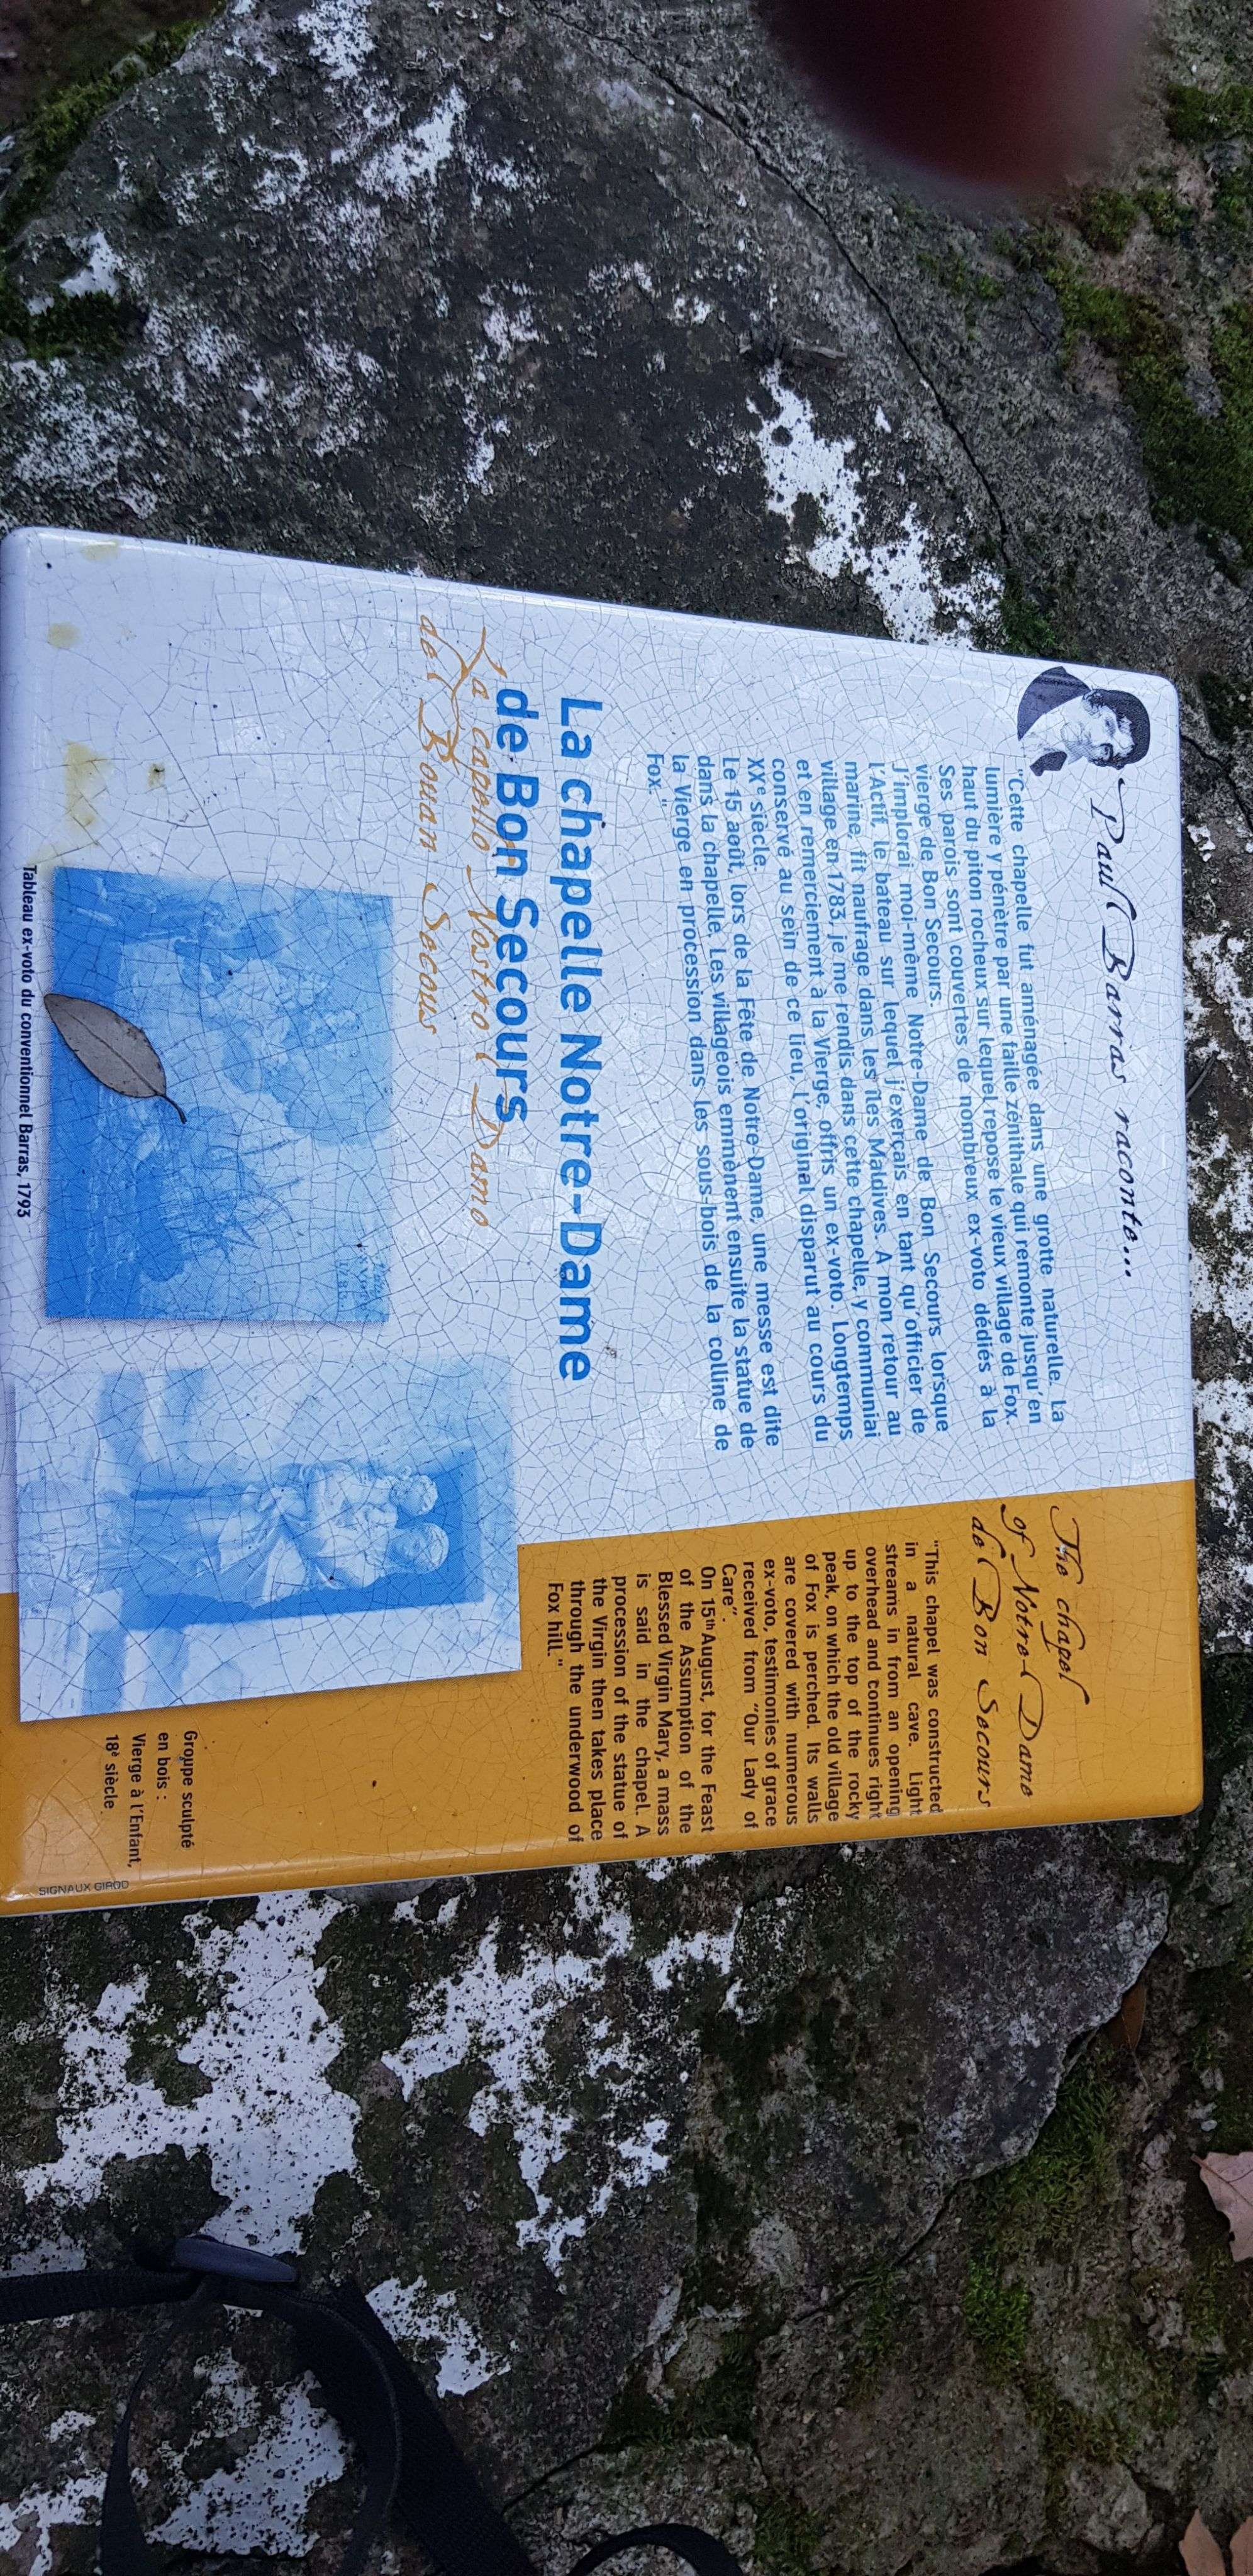 Paul Barras raconte...
"Cette chapelle fut aménagée dans une grotte naturelle. La
lumière y pénètre par une faille zénithale qui remonte jusqu'en
haut du piton rocheux sur lequel repose le vieux village de Fox.
Ses parois sont couvertes de nombreux ex-voto dédiés à la
vierge de Bon Secours.
J'implorai moi-même Notre-Dame de Bon Secours lorsque
l'Actif, le bateau sur lequel j'exerçais en tant qu'officier de
marine, fit naufrage dans les îles Maldives. A mon retour au
village en 1783, je me rendis dans cette chapelle, y communiai
et en remerciement à la Vierge, offris un ex-voto. Longtemps
conservé au sein de ce lieu, l'original disparut au cours du
XXe siècle.
Le 15 août, lors de la Fête de Notre-Dame, une messe est dite
dans la chapelle. Les villageois emmènent ensuite la statue de
la Vierge en procession dans les sous-bois de la colline de
Fox."
La chapelle Notre-Dame
de Bon Secours
La capello Nostro Damo
de Bouan Secous
Tableau ex-voto du conventionnel Barras, 1793
The chapel
of Notre Dame
de Bon Secours
"This chapel was constructed
in a natural cave. Light
streams in from an opening
overhead and continues right
up to the top of the rocky
peak, on which the old village
of Fox is perched. Its walls
are covered with numerous
ex-voto, testimonies of grace
received from "Our Lady of
Care".
On 15th August, for the Feast
of the Assumption of the
Blessed Virgin Mary, a mass
is said in the chapel. A
procession of the statue of
the Virgin then takes place
through the underwood of
Fox hill."
Groupe sculpté
en bois :
Vierge à l'Enfant,
18e siècle
SIGNAUX GIROD